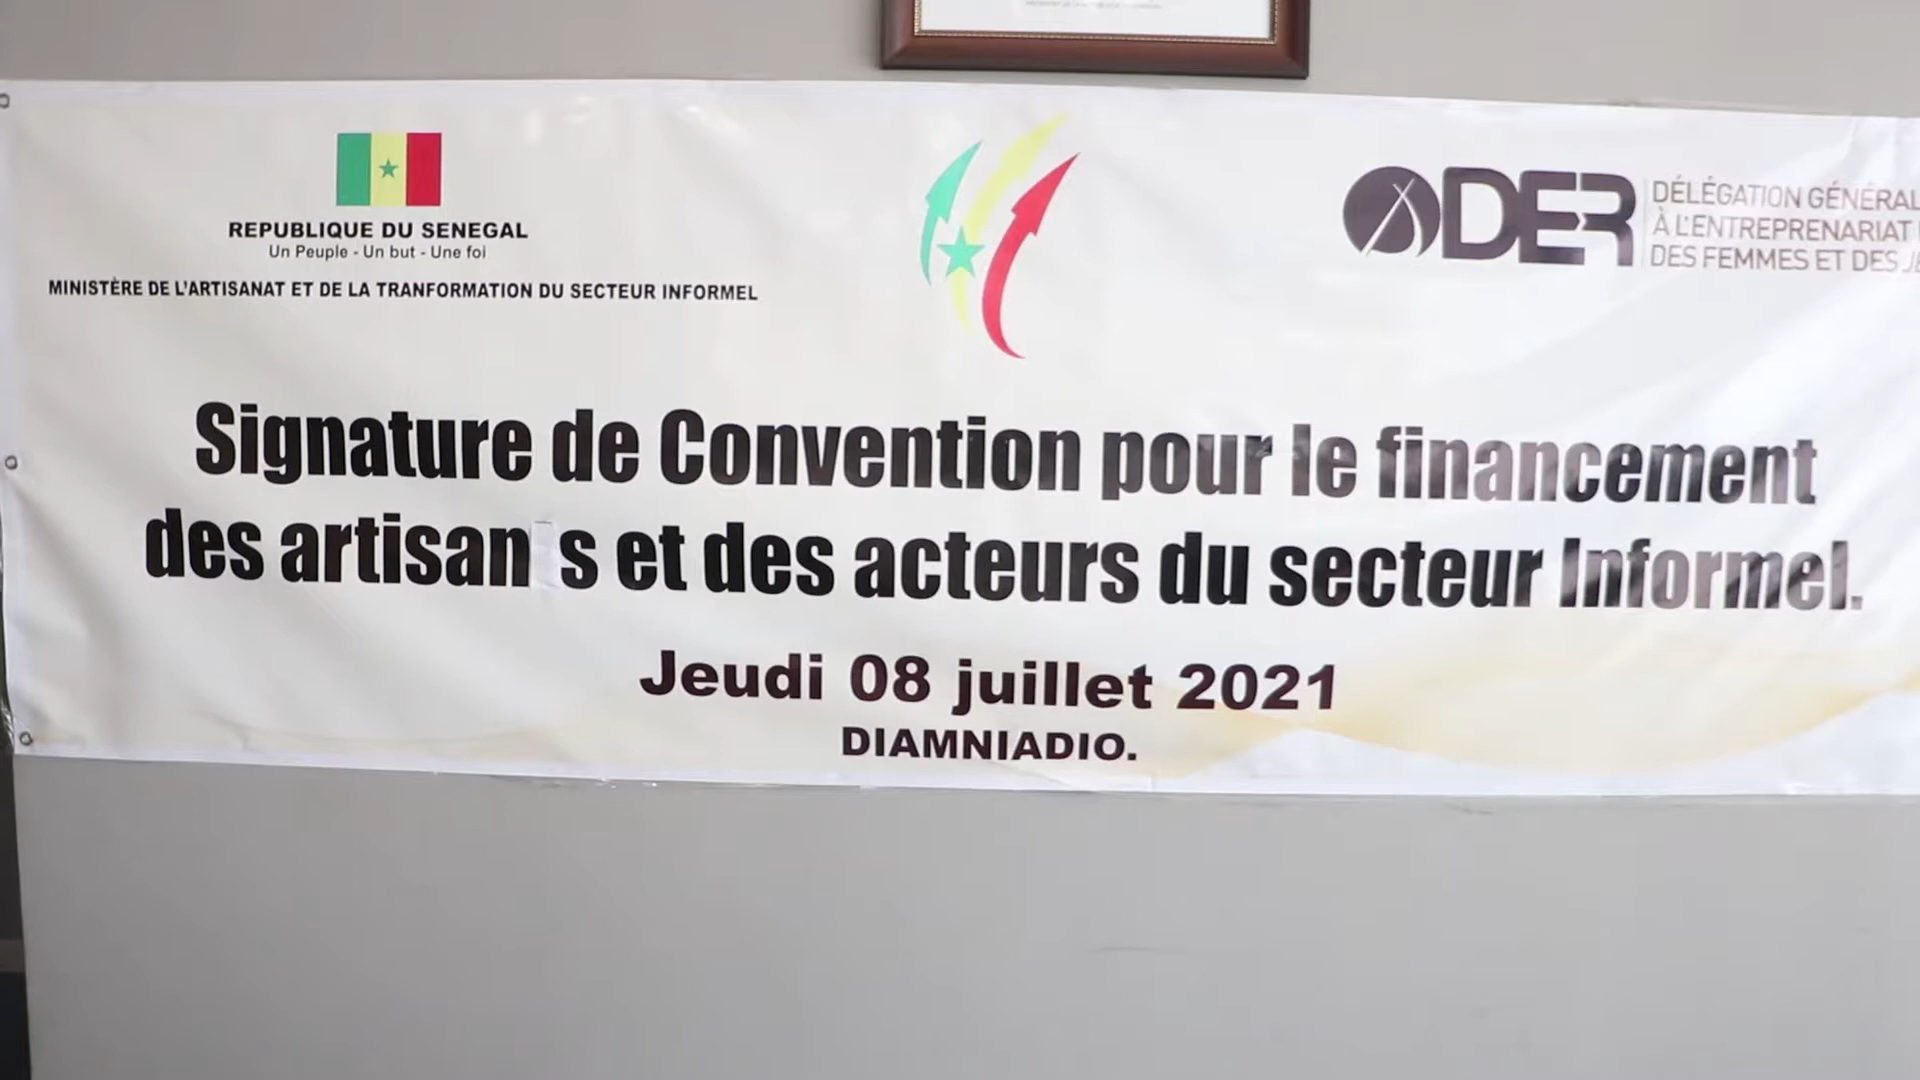 REPUBLIQUE DU SENEGAL
Un Peuple - Un but - Une foi
MINISTÈRE DE L'ARTISANAT ET DE LA TRANFORMATION DU SECTEUR INFORMEL
DER
DÉLÉGATION GÉNÉRAL
À L'ENTREPRENARIAT
DES FEMMES ET DES
Signature de Convention pour le financement
des artisan s et des acteurs du secteur Informel.
Jeudi 08 juillet 2021
DIAMNIADIO.